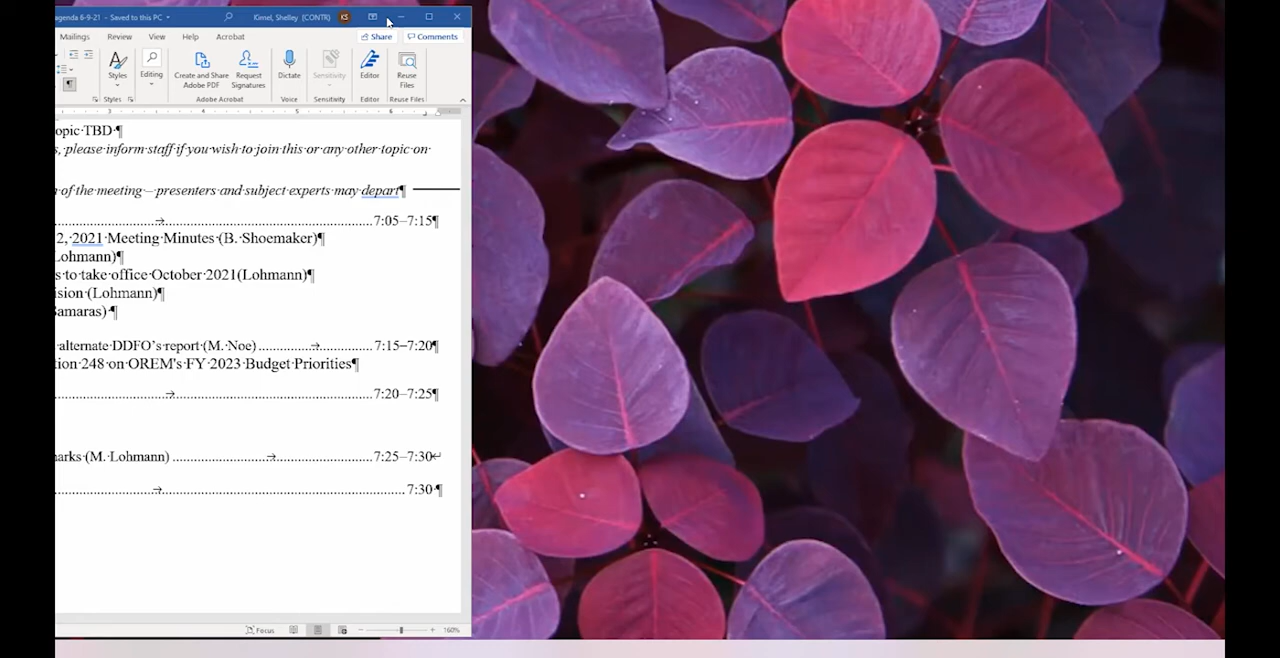 agenda 6-9-21 - Saved to this PC
Kimel, Shelley (CONTR) KS
Mailings Review View Help Acrobat Share Comments
Styles Editing Create and Share Adobe PDF Request Signatures Dictate Sensitivity Editor Reuse Files
Styles Adobe Acrobat Voice Sensitivity Editor Reuse Files
3 4 5 6
opic·TBD·¶
s, please·inform·staff·if·you·wish·to·join·this·or·any·other·topic·on·
of·the·meeting·–·presenters·and·subject·experts·may·depart¶
7:05–7:15¶
2,·2021·Meeting·Minutes·(B.·Shoemaker)¶
Lohmann)¶
s·to·take·office·October·2021(Lohmann)¶
ision·(Lohmann)¶
Samaras)·¶
alternate·DDFO's·report·(M.·Noe) 7:15–7:20¶
tion·248·on·OREM's·FY·2023·Budget·Priorities¶
7:20–7:25¶
arks·(M.·Lohmann) 7:25–7:30↵
7:30·¶
Focus 160%